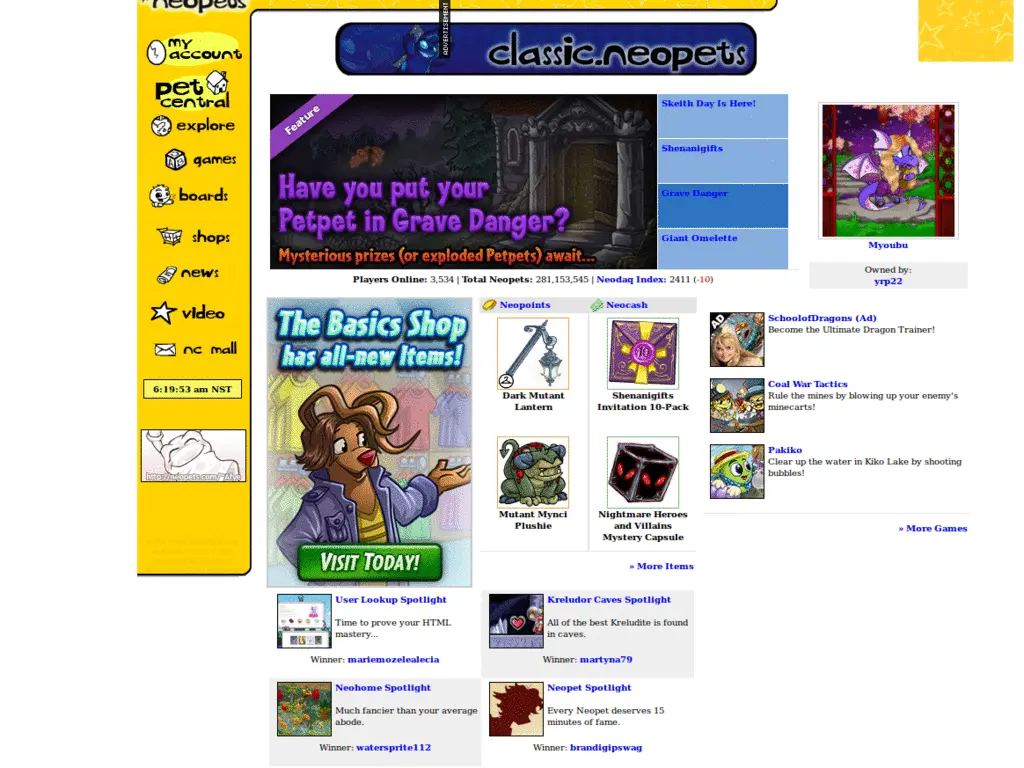 neopets
my
account
pet
central
explore
games
boards
shops
news
video
nc mall
6:19:53 am NST
ADVERTISEMENT
classic.neopets
Feature
Have you put your
Petpet in Grave Danger?
Mysterious prizes (or exploded Petpets) await...
Skeith Day Is Here!
Shenanigifts
Grave Danger
Giant Omelette
Players Online: 3,534 | Total Neopets: 281,153,545 | Neodaq Index: 2411 (-10)
Myoubu
Owned by:
yrp22
The Basics Shop
has all-new items!
Visit Today!
Neopoints
Neocash
Dark Mutant
Lantern
Shenanigifts
Invitation 10-Pack
Mutant Mynci
Plushie
Nightmare Heroes
and Villains
Mystery Capsule
» More Items
AD
SchoolofDragons (Ad)
Become the Ultimate Dragon Trainer!
Coal War Tactics
Rule the mines by blowing up your enemy's
minecarts!
Pakiko
Clear up the water in Kiko Lake by shooting
bubbles!
» More Games
User Lookup Spotlight
Time to prove your HTML
mastery...
Winner: mariemozelealecia
Kreludor Caves Spotlight
All of the best Kreludite is found
in caves.
Winner: martyna79
Neohome Spotlight
Much fancier than your average
abode.
Winner: watersprite112
Neopet Spotlight
Every Neopet deserves 15
minutes of fame.
Winner: brandigipswag